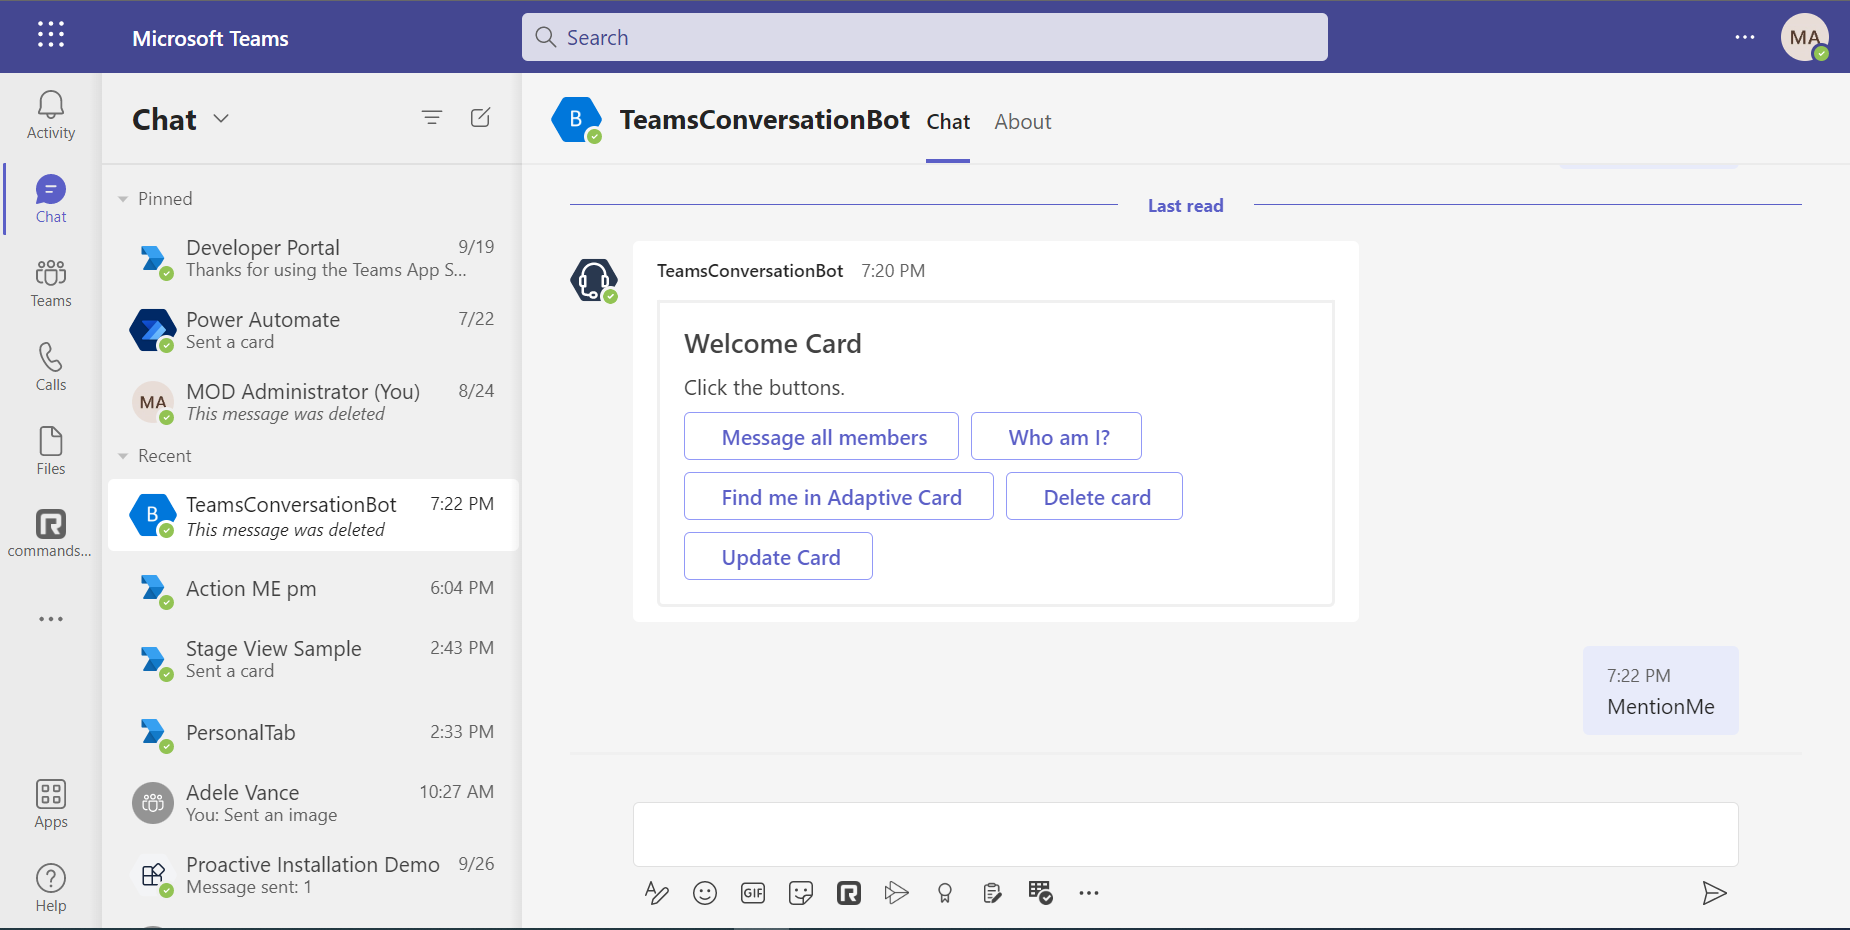 Microsoft Teams
Search
MA
Activity
Chat
Teams
Calls
Files
commands...
Apps
Help
Chat
Pinned
Developer Portal 9/19
Thanks for using the Teams App S...
Power Automate 7/22
Sent a card
MA
MOD Administrator (You) 8/24
This message was deleted
Recent
B
TeamsConversationBot 7:22 PM
This message was deleted
Action ME pm 6:04 PM
Stage View Sample 2:43 PM
Sent a card
PersonalTab 2:33 PM
Adele Vance 10:27 AM
You: Sent an image
Proactive Installation Demo 9/26
Message sent: 1
B
TeamsConversationBot Chat About
Last read
TeamsConversationBot 7:20 PM
Welcome Card
Click the buttons.
Message all members Who am I?
Find me in Adaptive Card Delete card
Update Card
7:22 PM
MentionMe
GIF